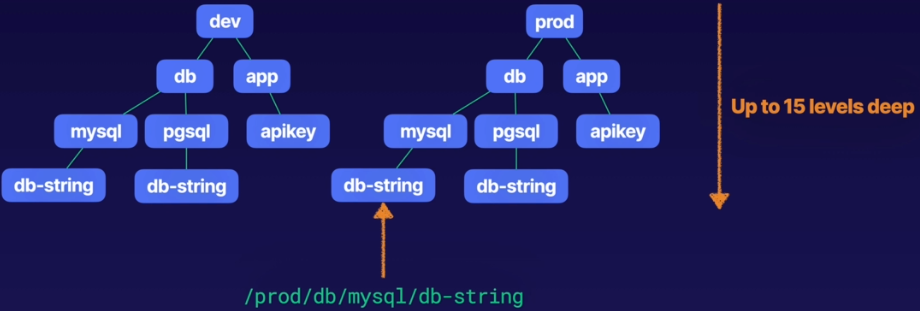 dev
prod
db
app
db
app
Up to 15 levels deep
mysql
pgsql
apikey
mysql
pgsql
apikey
db-string
db-string
db-string
db-string
/prod/db/mysql/db-string